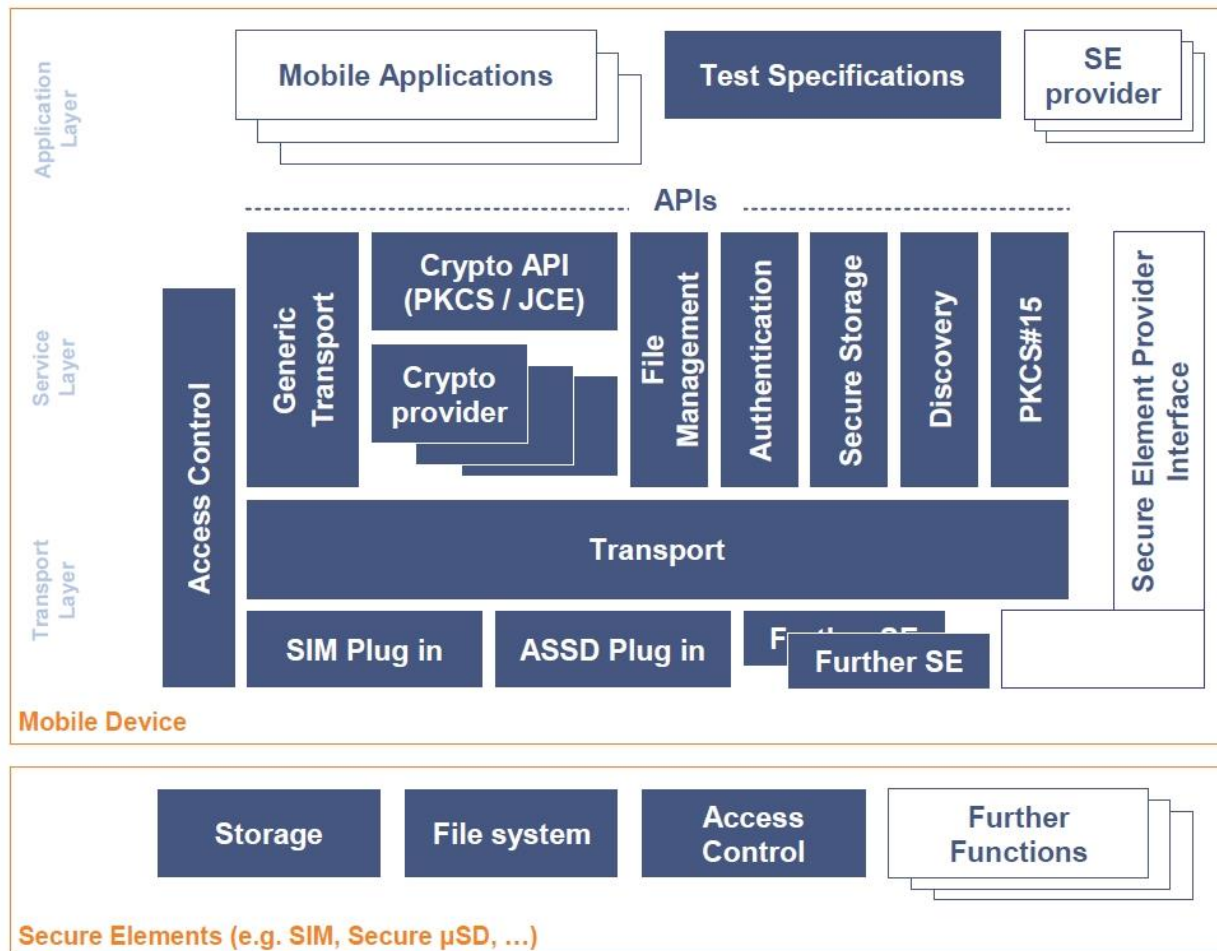 Application
Layer
Mobile Applications
Test Specifications
SE
provider
APIs
Service
Layer
Access Control
Generic
Transport
Crypto API
(PKCS / JCE)
Crypto
provider
File
Management
Authentication
Secure Storage
Discovery
PKCS#15
Secure Element Provider
Interface
Transport
Layer
Transport
SIM Plug in
ASSD Plug in
Further SE
Further SE
Mobile Device
Storage
File system
Access
Control
Further
Functions
Secure Elements (e.g. SIM, Secure µSD, …)